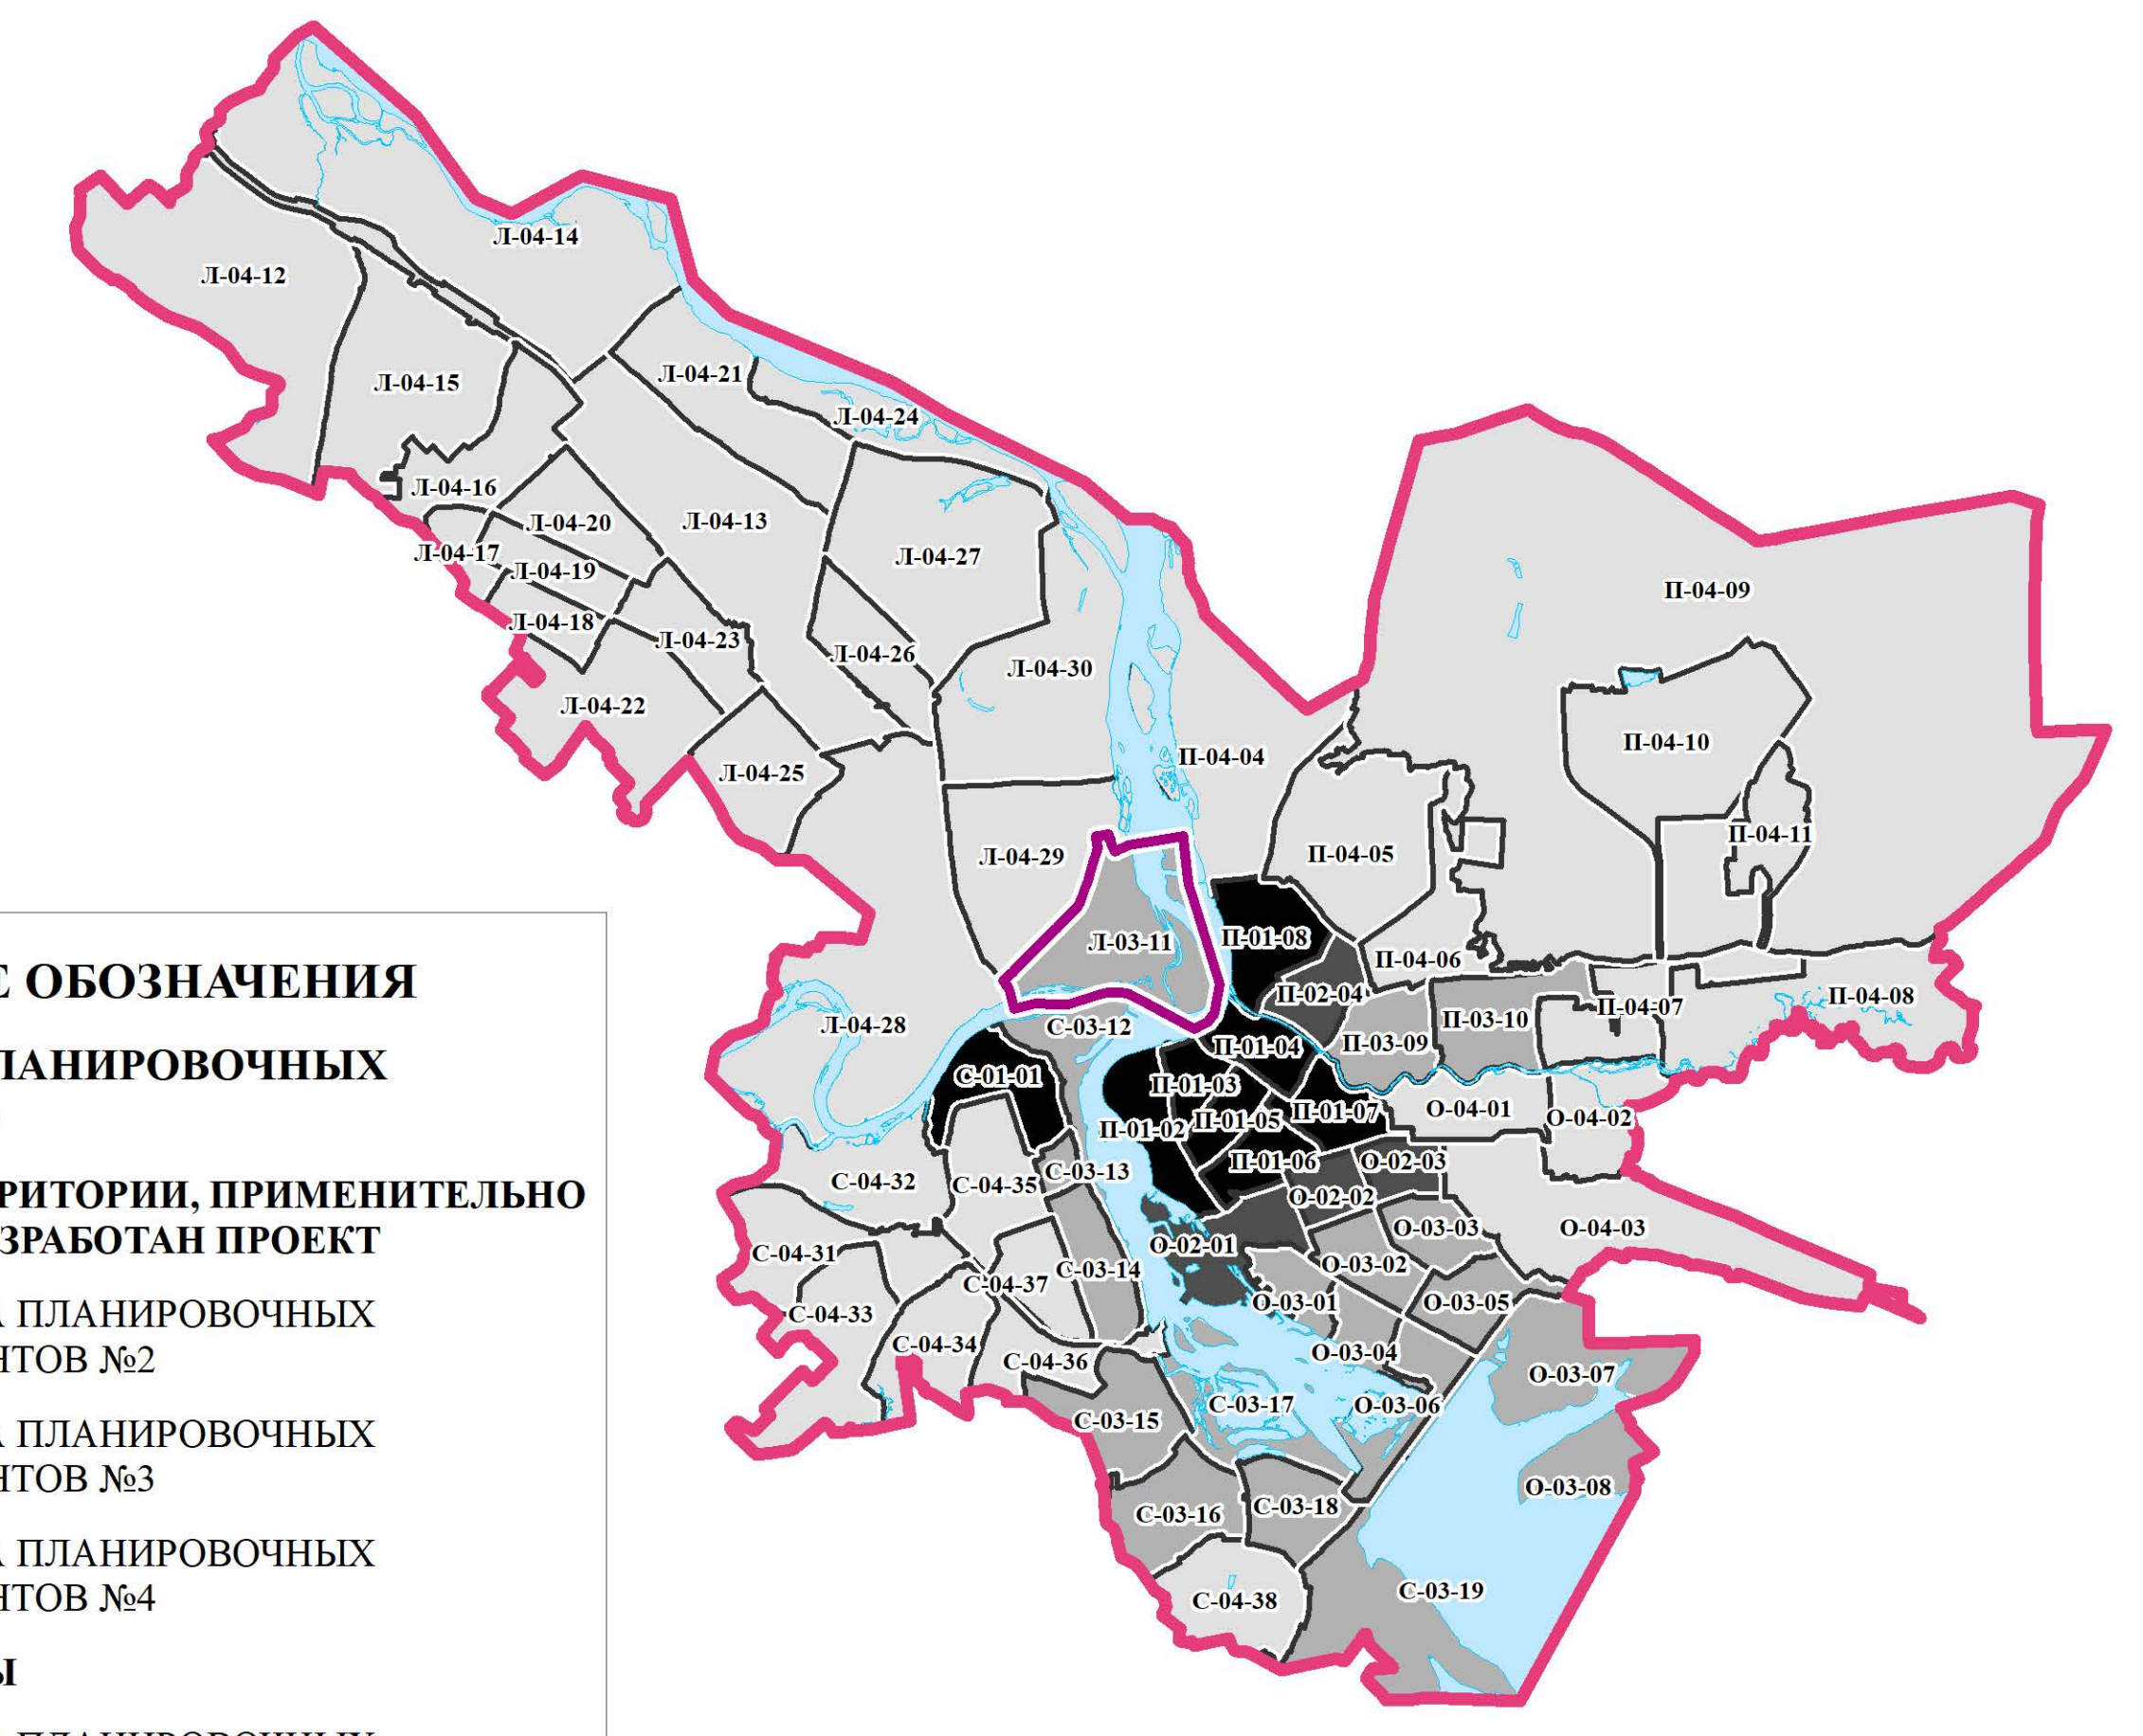 Л-04-14
Л-04-12
Л-04-21
Л-04-15
Л-04-24
Л-04-16
Л-04-20
Л-04-13
Л-04-17
Л-04-27
Л-04-19
П-04-09
Л-04-18
Л-04-23
Л-04-26
Л-04-30
Л-04-22
П-04-10
П-04-04
Л-04-25
П-04-11
П-04-05
Л-04-29
П-01-08
Л-03-11
П-04-06
П-02-04
П-04-08
П-04-07
П-03-10
Л-04-28
С-03-12
П-03-09
П-01-04
С-01-01
П-01-03
О-04-01
П-01-07
О-04-02
П-01-05
П-01-02
П-01-06
О-02-03
С-03-13
С-04-32
С-04-35
О-02-02
О-03-03
О-04-03
О-02-01
С-04-31
О-03-02
С-03-14
С-04-37
О-03-01
О-03-05
С-04-33
С-04-34
О-03-04
С-04-36
О-03-07
С-03-17
О-03-06
С-03-15
О-03-08
С-03-18
С-03-16
С-03-19
С-04-38
Е ОБОЗНАЧЕНИЯ
ЛАНИРОВОЧНЫХ
РИТОРИИ, ПРИМЕНИТЕЛЬНО
ЗРАБОТАН ПРОЕКТ
А ПЛАНИРОВОЧНЫХ
НТОВ №2
А ПЛАНИРОВОЧНЫХ
НТОВ №3
А ПЛАНИРОВОЧНЫХ
НТОВ №4
Ы